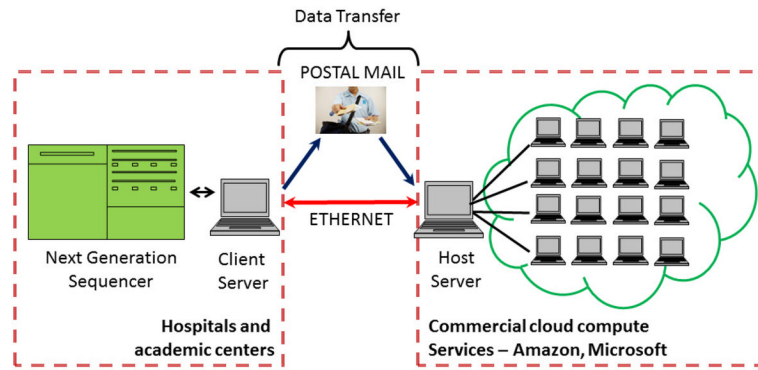 Data Transfer
POSTAL MAIL
ETHERNET
Next Generation
Sequencer
Client
Server
Host
Server
Hospitals and
academic centers
Commercial cloud compute
Services – Amazon, Microsoft